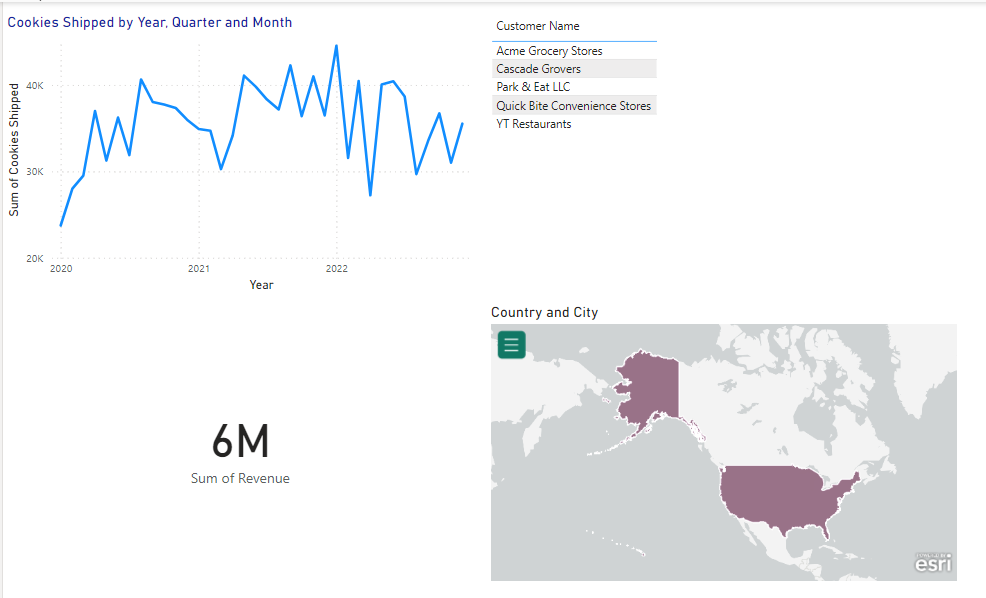 Cookies Shipped by Year, Quarter and Month
Sum of Cookies Shipped
40K
30K
20K
2020
2021
2022
Year
Customer Name
Acme Grocery Stores
Cascade Grovers
Park & Eat LLC
Quick Bite Convenience Stores
YT Restaurants
6M
Sum of Revenue
Country and City
esri